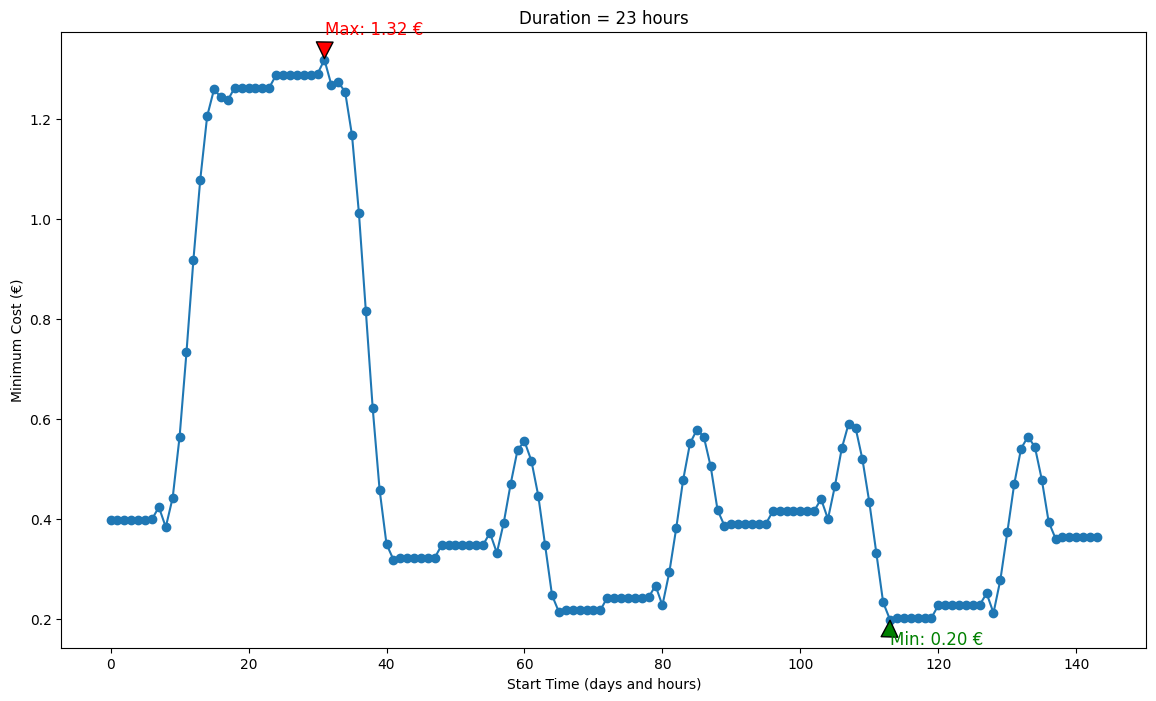 Duration = 23 hours
Max: 1.32 €
Minimum Cost (€)
1.2
1.0
0.8
0.6
0.4
0.2
Min: 0.20 €
0 20 40 60 80 100 120 140
Start Time (days and hours)